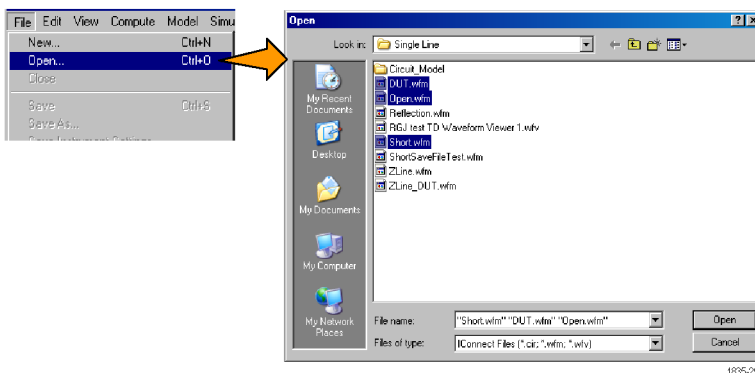 File Edit View Compute Model Simu
New... Ctrl+N
Open... Ctrl+O
Close
Save Ctrl+S
Save As...
Open
Look in: Single Line
Circuit_Model
DUT.wfm
Open.wfm
Reflection.wfm
RGJ test TD Waveform Viewer 1.wfv
Short.wfm
ShortSaveFileTest.wfm
ZLine.wfm
ZLine_DUT.wfm
My Recent
Documents
Desktop
My Documents
My Computer
My Network
Places
File name: "Short.wfm" "DUT.wfm" "Open.wfm" Open
Files of type: IConnect Files (*.cir; *.wfm; *.wfv) Cancel